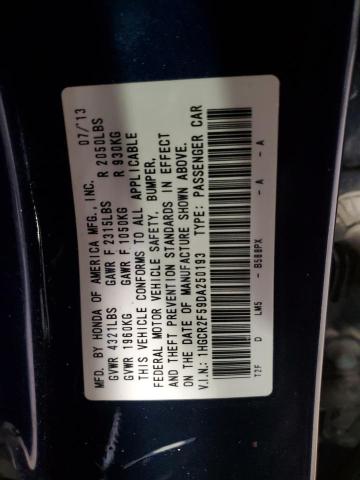 MFD. BY HONDA OF AMERICA MFG., INC. 07/'13
GVWR 4321LBS GAWR F 2315LBS R 2050LBS
GVWR 1960KG GAWR F 1050KG R 930KG
THIS VEHICLE CONFORMS TO ALL APPLICABLE
FEDERAL MOTOR VEHICLE SAFETY, BUMPER,
AND THEFT PREVENTION STANDARDS IN EFFECT
ON THE DATE OF MANUFACTURE SHOWN ABOVE.
V.I.N.: 1HGCR2F59DA250193 TYPE: PASSENGER CAR
T2F D LM5 - B588PX - A - A